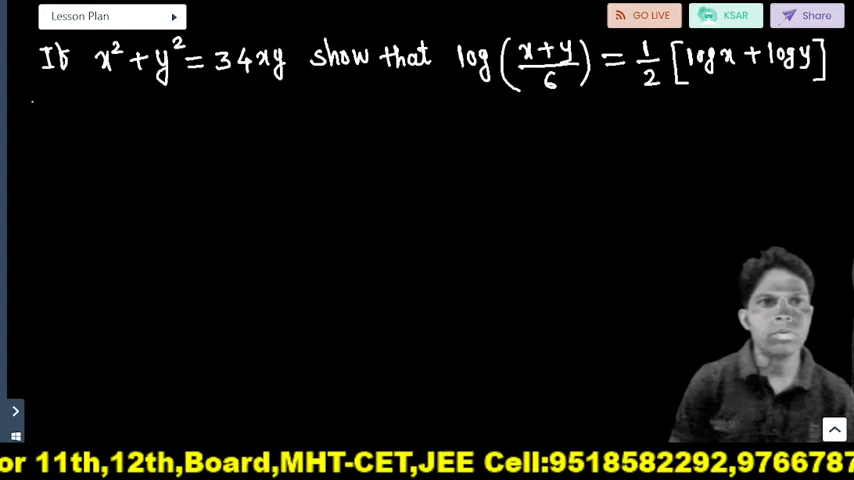 Lesson Plan
GO LIVE
KSAR
Share
If x² + y² = 34xy show that log(x+y/6) = 1/2 [log x + log y]
or 11th,12th,Board,MHT-CET,JEE Cell:9518582292,9766787